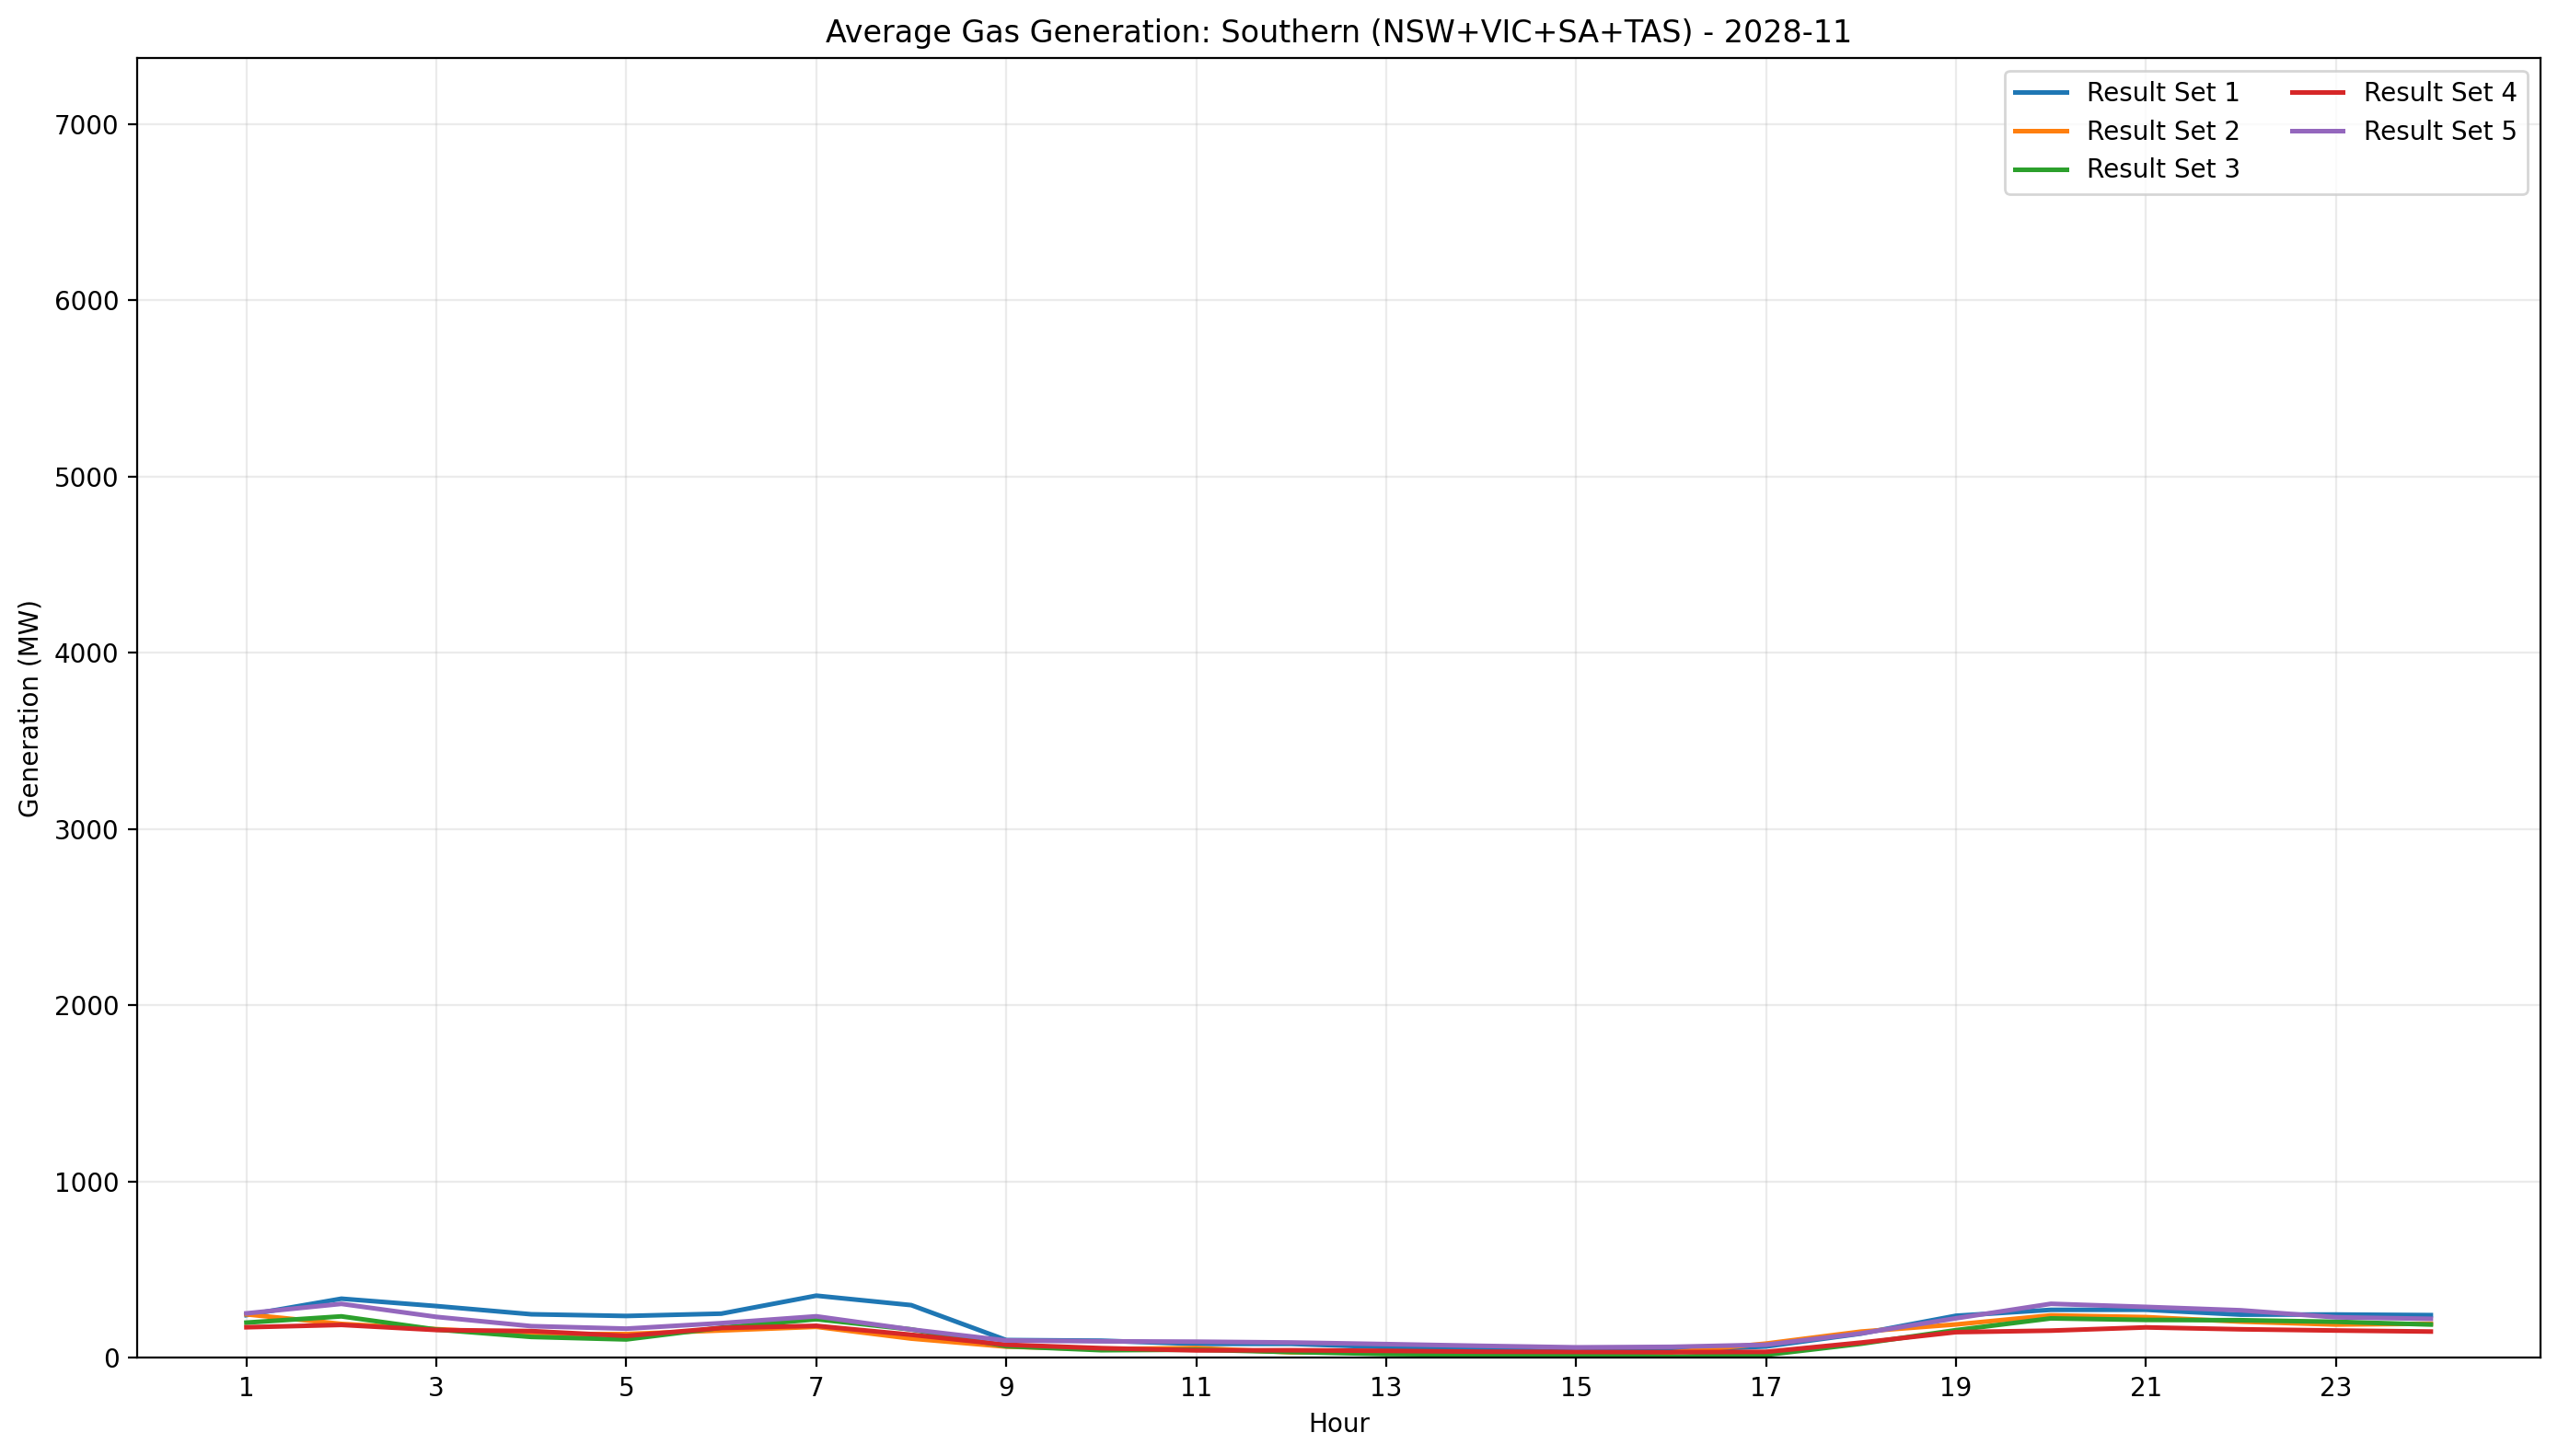 Average Gas Generation: Southern (NSW+VIC+SA+TAS) - 2028-11
Result Set 1
Result Set 2
Result Set 3
Result Set 4
Result Set 5
Generation (MW)
7000
6000
5000
4000
3000
2000
1000
0
1 3 5 7 9 11 13 15 17 19 21 23
Hour